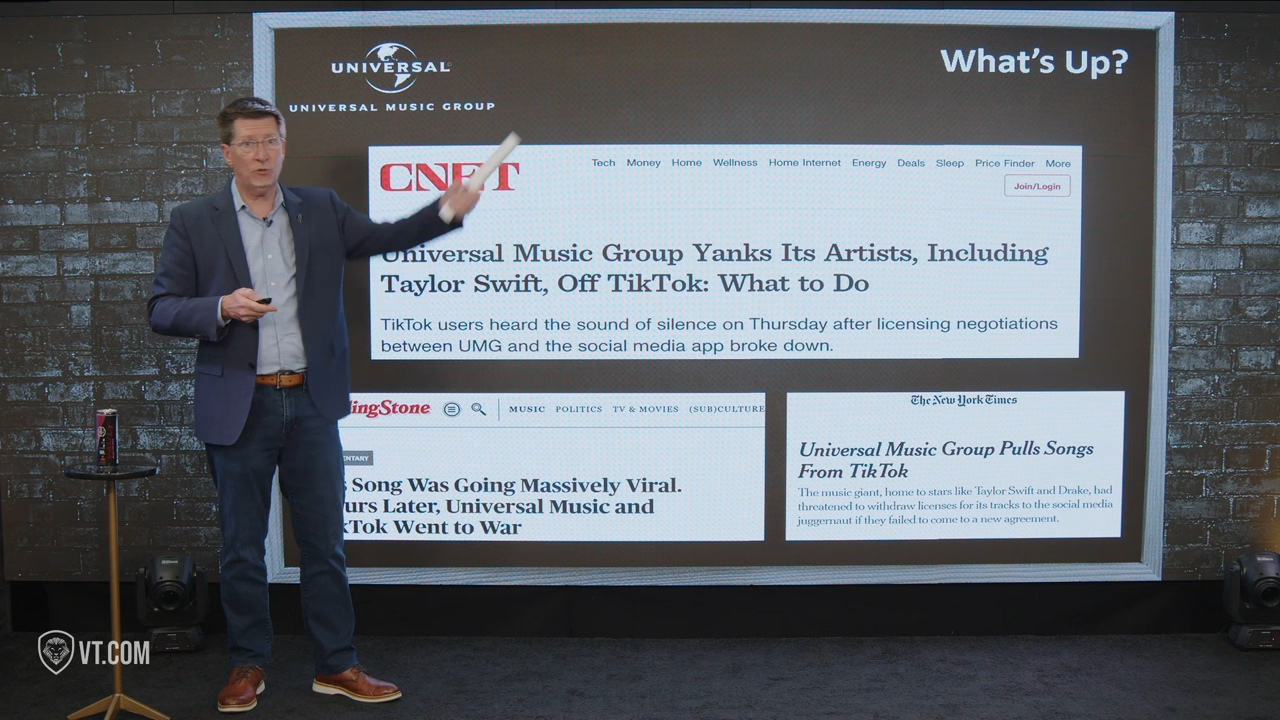 UNIVERSAL
UNIVERSAL MUSIC GROUP
What's Up?
CNET
Tech Money Home Wellness Home Internet Energy Deals Sleep Price Finder More
Join/Login
Universal Music Group Yanks Its Artists, Including
Taylor Swift, Off TikTok: What to Do
TikTok users heard the sound of silence on Thursday after licensing negotiations
between UMG and the social media app broke down.
lingStone
MUSIC POLITICS TV & MOVIES (SUB)CULTURE
ENTARY
s Song Was Going Massively Viral.
urs Later, Universal Music and
kTok Went to War
The New York Times
Universal Music Group Pulls Songs
From TikTok
The music giant, home to stars like Taylor Swift and Drake, had
threatened to withdraw licenses for its tracks to the social media
juggernaut if they failed to come to a new agreement.
VT.COM